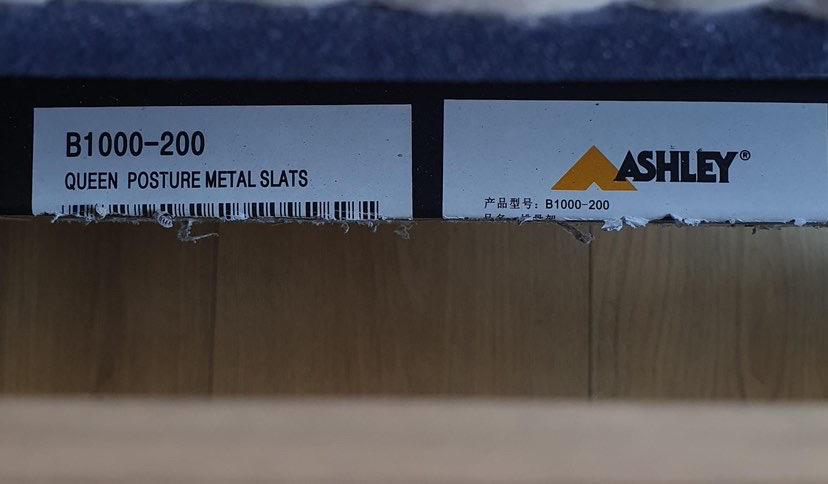 B1000-200
QUEEN POSTURE METAL SLATS
ASHLEY®
产品型号: B1000-200